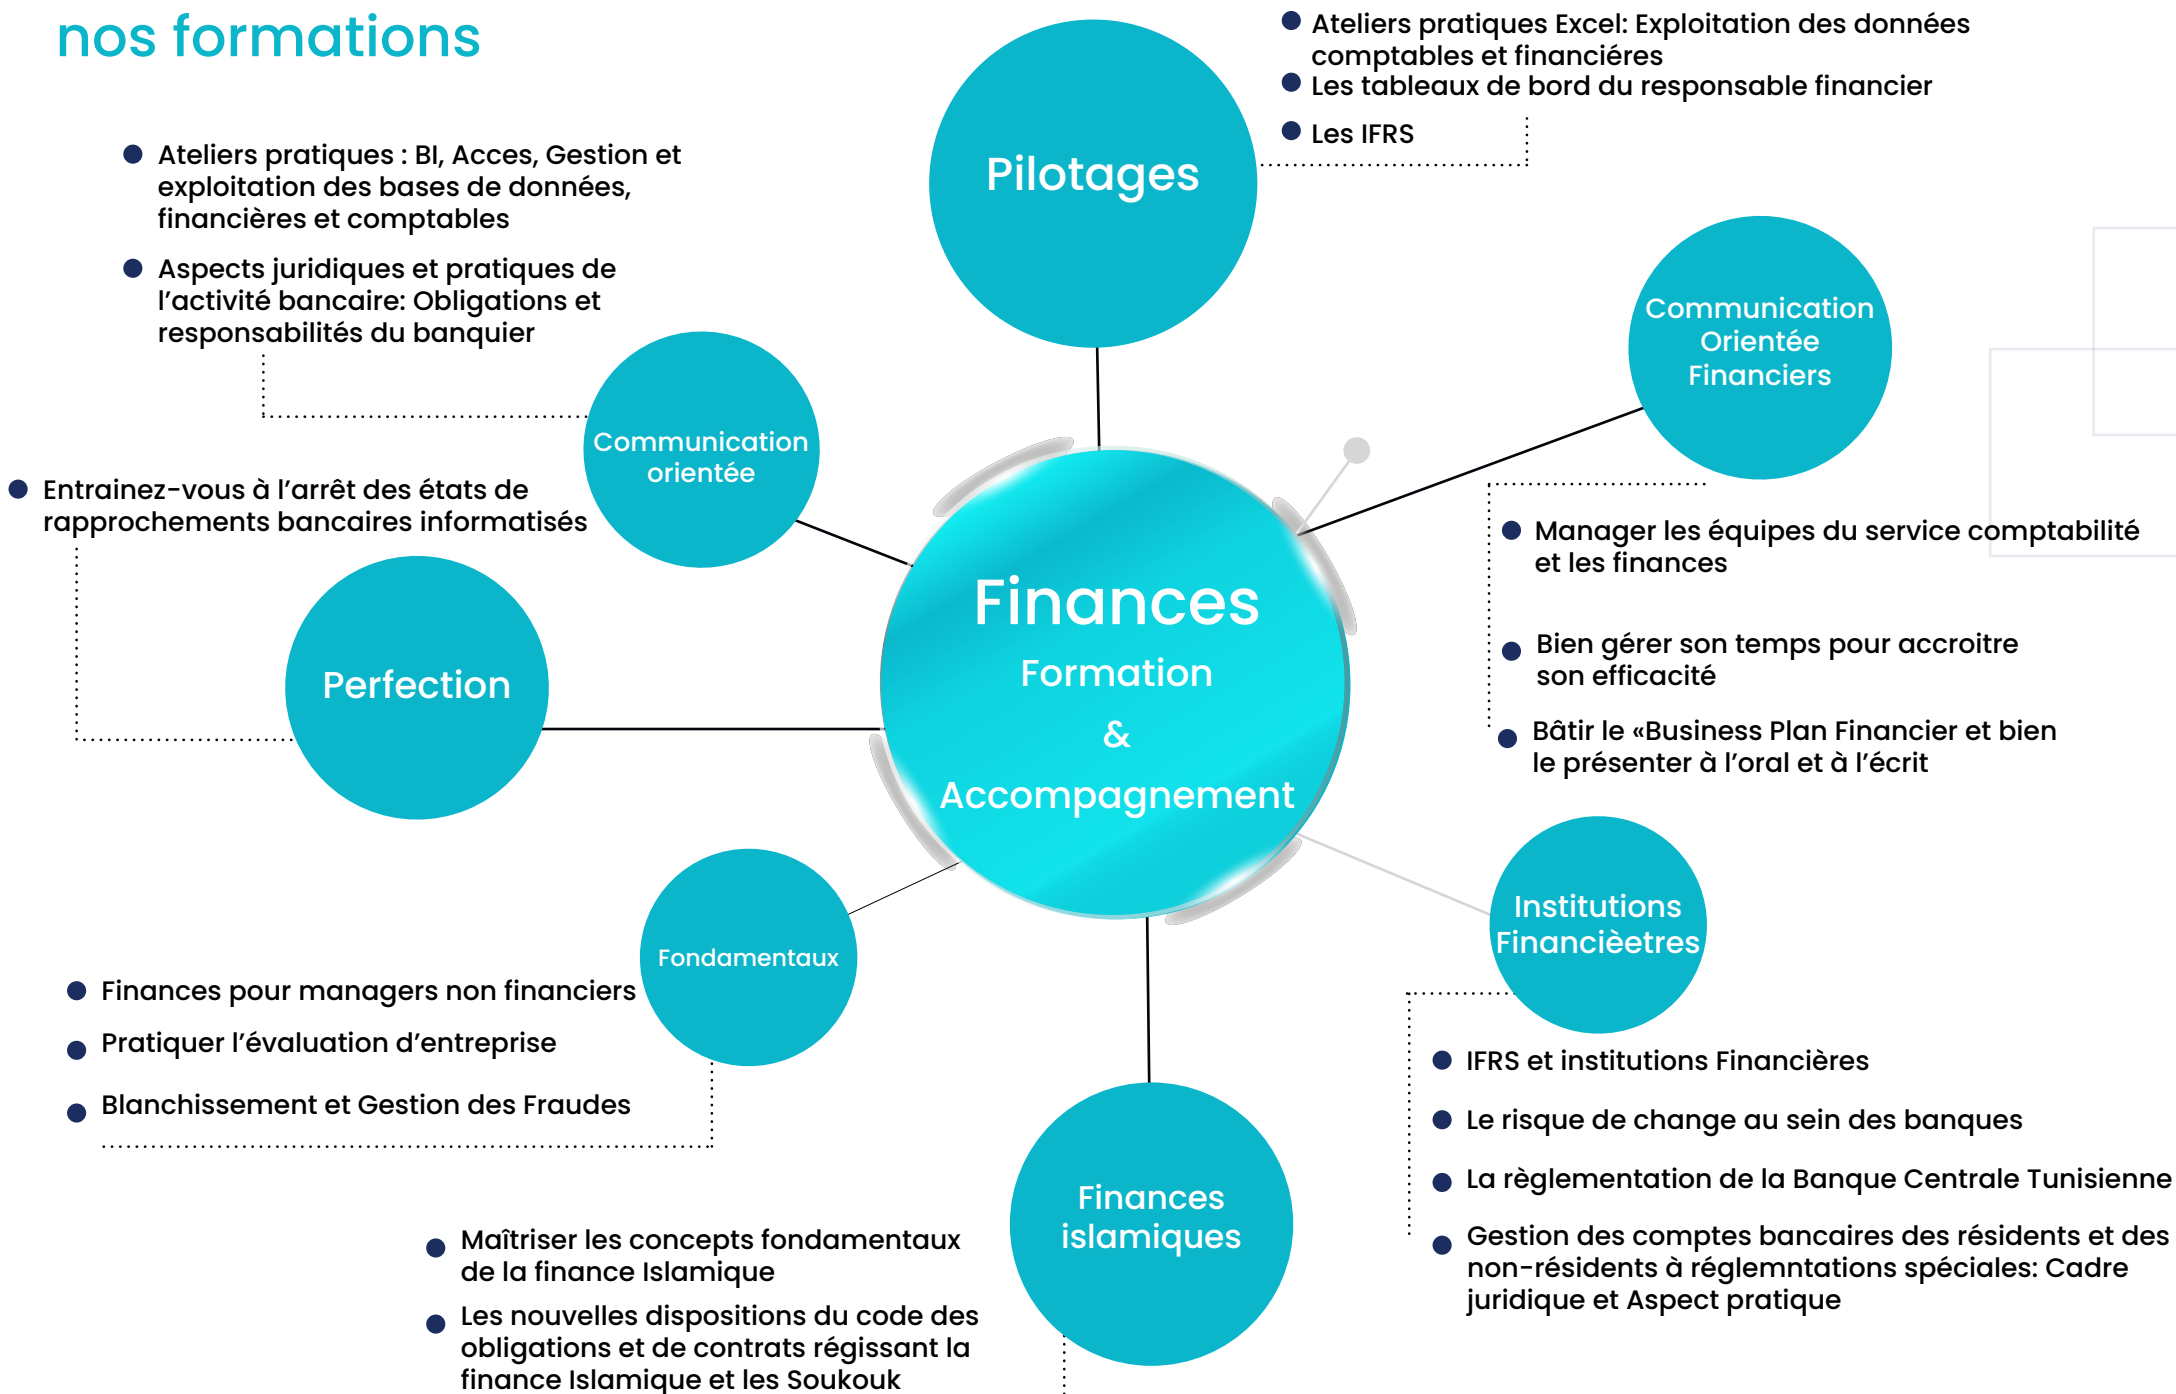 nos formations
Ateliers pratiques Excel: Exploitation des données
comptables et financiéres
Les tableaux de bord du responsable financier
Les IFRS
Pilotages
Ateliers pratiques : BI, Acces, Gestion et
exploitation des bases de données,
financières et comptables
Aspects juridiques et pratiques de
l’activité bancaire: Obligations et
responsabilités du banquier
Communication
orientée
Communication
Orientée
Financiers
Manager les équipes du service comptabilité
et les finances
Bien gérer son temps pour accroitre
son efficacité
Bâtir le «Business Plan Financier et bien
le présenter à l’oral et à l’écrit
Entrainez-vous à l’arrêt des états de
rapprochements bancaires informatisés
Perfection
Finances
Formation
&
Accompagnement
Fondamentaux
Finances pour managers non financiers
Pratiquer l’évaluation d’entreprise
Blanchissement et Gestion des Fraudes
Institutions
Financièetres
IFRS et institutions Financières
Le risque de change au sein des banques
La règlementation de la Banque Centrale Tunisienne
Gestion des comptes bancaires des résidents et des
non-résidents à réglemntations spéciales: Cadre
juridique et Aspect pratique
Finances
islamiques
Maîtriser les concepts fondamentaux
de la finance Islamique
Les nouvelles dispositions du code des
obligations et de contrats régissant la
finance Islamique et les Soukouk